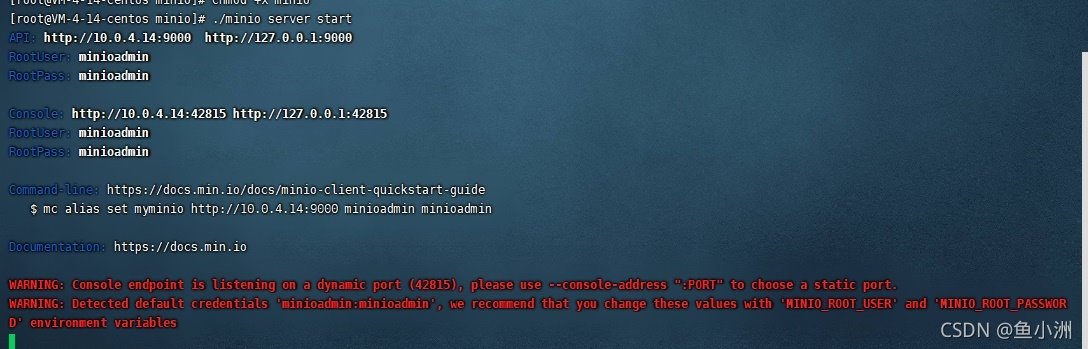 [root@VM-4-14-centos minio]# chmod +x minio
[root@VM-4-14-centos minio]# ./minio server start
API: http://10.0.4.14:9000  http://127.0.0.1:9000
RootUser: minioadmin
RootPass: minioadmin
Console: http://10.0.4.14:42815 http://127.0.0.1:42815
RootUser: minioadmin
RootPass: minioadmin
Command-line: https://docs.min.io/docs/minio-client-quickstart-guide
$ mc alias set myminio http://10.0.4.14:9000 minioadmin minioadmin
Documentation: https://docs.min.io
WARNING: Console endpoint is listening on a dynamic port (42815), please use --console-address ":PORT" to choose a static port.
WARNING: Detected default credentials 'minioadmin:minioadmin', we recommend that you change these values with 'MINIO_ROOT_USER' and 'MINIO_ROOT_PASSWOR
D' environment variables
CSDN @鱼小洲